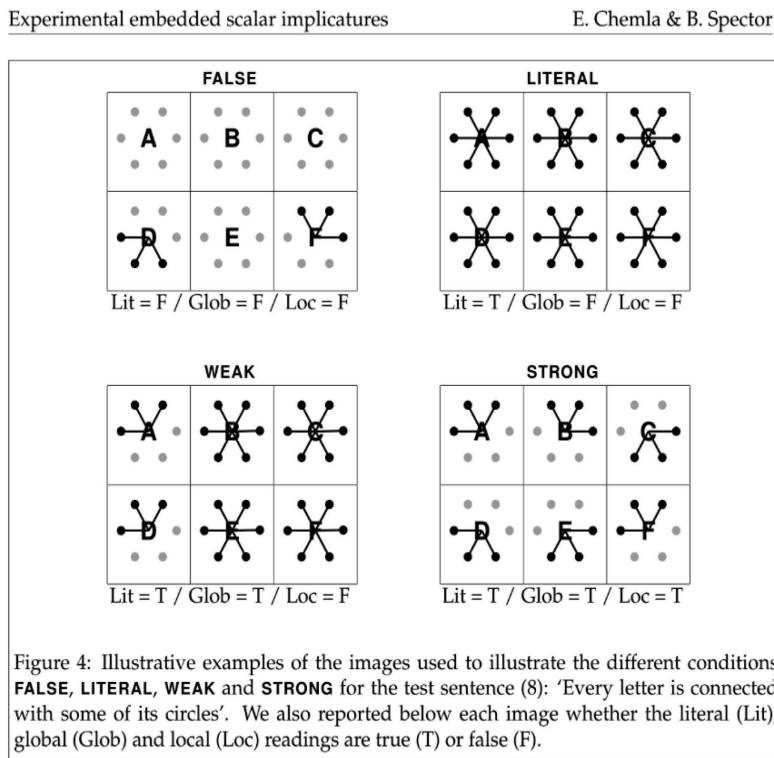 Experimental embedded scalar implicatures E. Chemla & B. Spector
FALSE LITERAL
A B C A B C
D E F D E F
Lit = F / Glob = F / Loc = F Lit = T / Glob = F / Loc = F
WEAK STRONG
A B C A B C
D E F D E F
Lit = T / Glob = T / Loc = F Lit = T / Glob = T / Loc = T
Figure 4: Illustrative examples of the images used to illustrate the different conditions
FALSE, LITERAL, WEAK and STRONG for the test sentence (8): ‘Every letter is connected
with some of its circles’. We also reported below each image whether the literal (Lit),
global (Glob) and local (Loc) readings are true (T) or false (F).